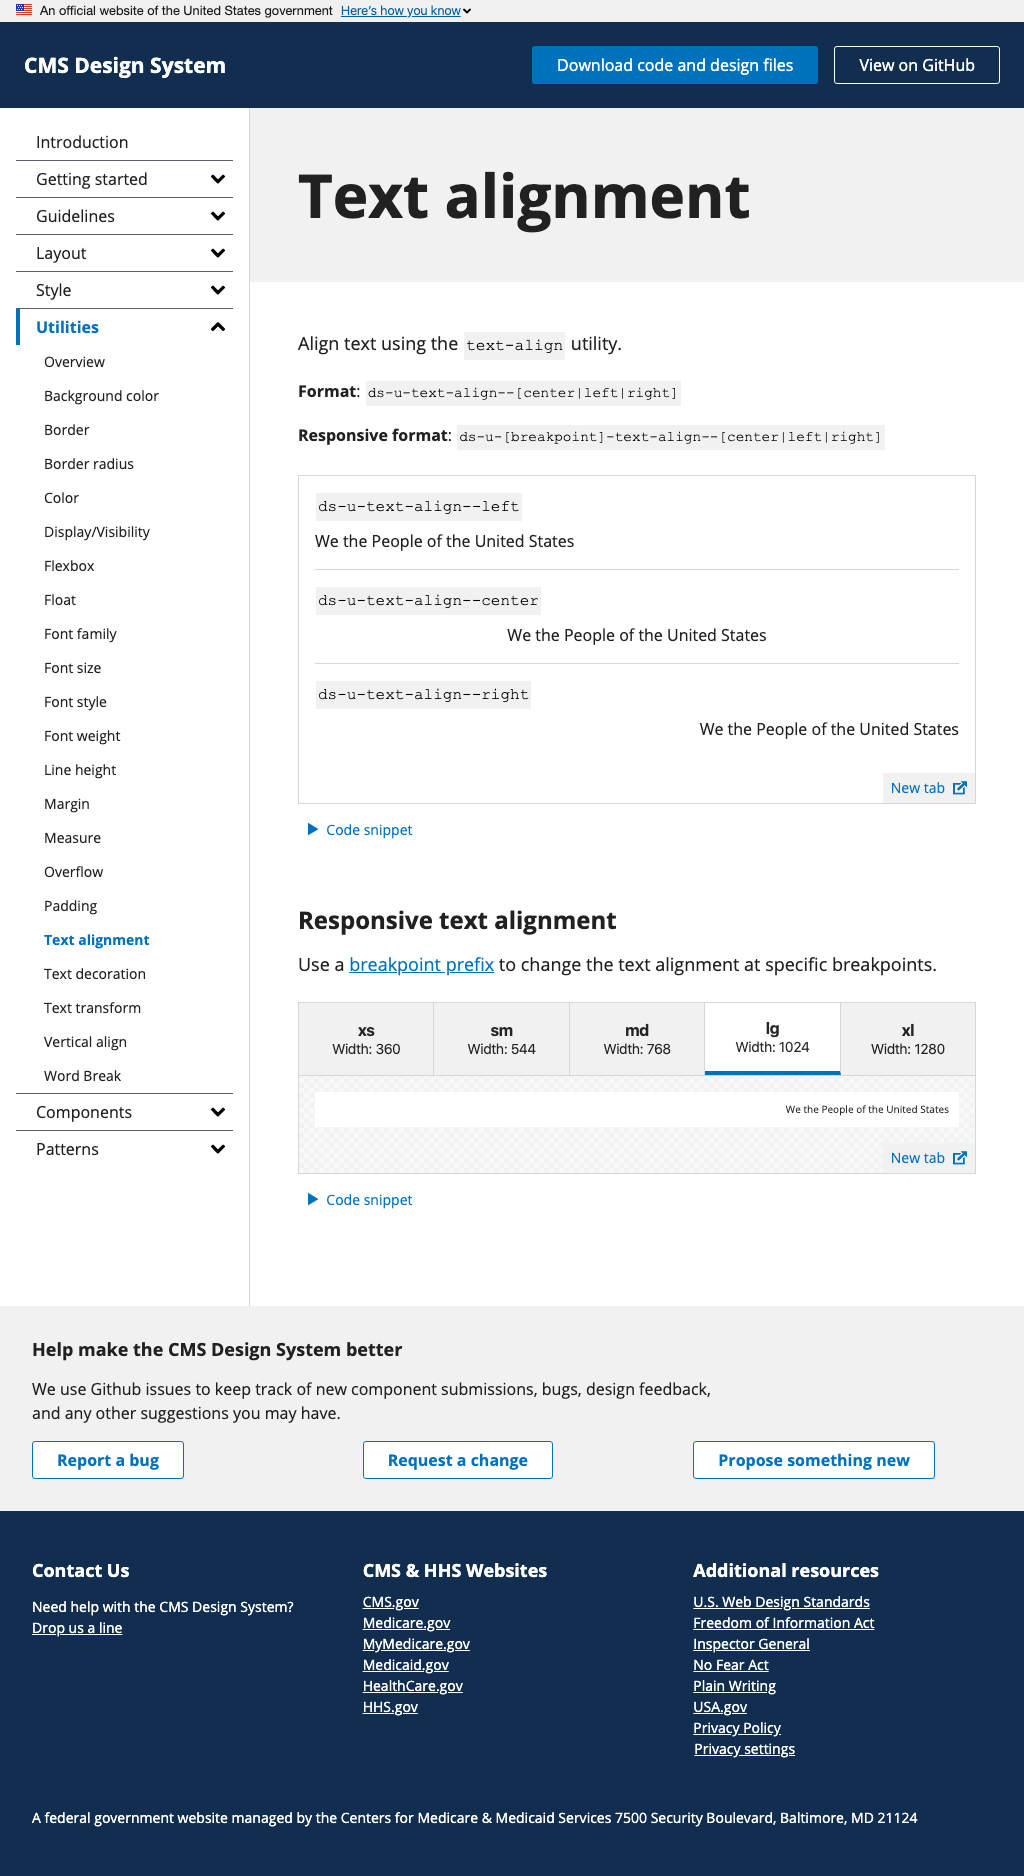 An official website of the United States government Here's how you know
CMS Design System
Download code and design files
View on GitHub
Introduction
Getting started
Guidelines
Layout
Style
Utilities
Overview
Background color
Border
Border radius
Color
Display/Visibility
Flexbox
Float
Font family
Font size
Font style
Font weight
Line height
Margin
Measure
Overflow
Padding
Text alignment
Text decoration
Text transform
Vertical align
Word Break
Components
Patterns
Text alignment
Align text using the text-align utility.
Format: ds-u-text-align--[center|left|right]
Responsive format: ds-u-[breakpoint]-text-align--[center|left|right]
ds-u-text-align--left
We the People of the United States
ds-u-text-align--center
We the People of the United States
ds-u-text-align--right
We the People of the United States
New tab
Code snippet
Responsive text alignment
Use a breakpoint prefix to change the text alignment at specific breakpoints.
xs
Width: 360
sm
Width: 544
md
Width: 768
lg
Width: 1024
xl
Width: 1280
We the People of the United States
New tab
Code snippet
Help make the CMS Design System better
We use Github issues to keep track of new component submissions, bugs, design feedback,
and any other suggestions you may have.
Report a bug
Request a change
Propose something new
Contact Us
Need help with the CMS Design System?
Drop us a line
CMS & HHS Websites
CMS.gov
Medicare.gov
MyMedicare.gov
Medicaid.gov
HealthCare.gov
HHS.gov
Additional resources
U.S. Web Design Standards
Freedom of Information Act
Inspector General
No Fear Act
Plain Writing
USA.gov
Privacy Policy
Privacy settings
A federal government website managed by the Centers for Medicare & Medicaid Services 7500 Security Boulevard, Baltimore, MD 21124